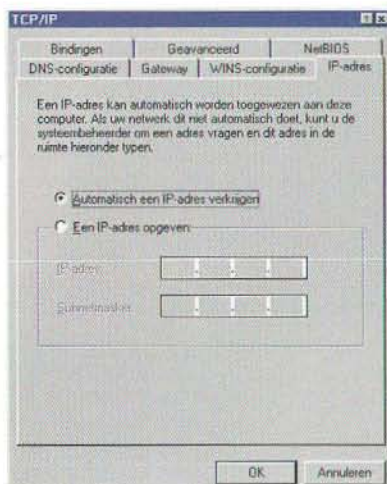 TCP/IP
Bindingen Geavanceerd NetBIOS
DNS-configuratie Gateway WINS-configuratie IP-adres
Een IP-adres kan automatisch worden toegewezen aan deze
computer. Als uw netwerk dit niet automatisch doet, kunt u de
systeembeheerder om een adres vragen en dit adres in de
ruimte hieronder typen.
Automatisch een IP-adres verkrijgen
Een IP-adres opgeven:
IP-adres:
Subnetmasker:
OK Annuleren